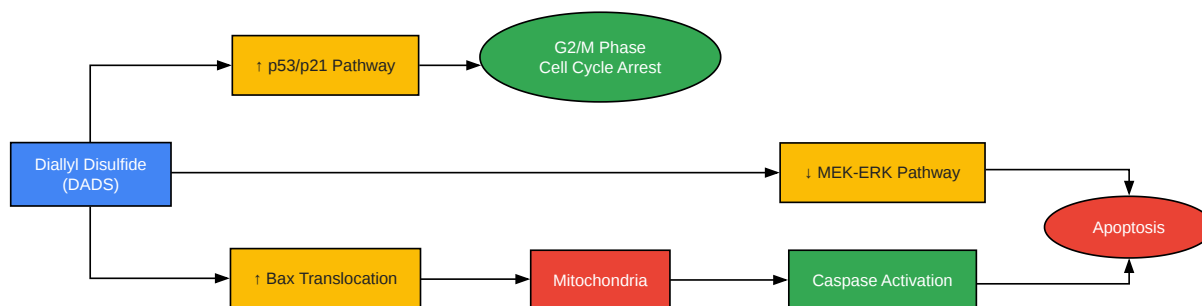 G2/M Phase
Cell Cycle Arrest
↑ p53/p21 Pathway
Diallyl Disulfide
(DADS)
↓ MEK-ERK Pathway
Apoptosis
↑ Bax Translocation
Mitochondria
Caspase Activation